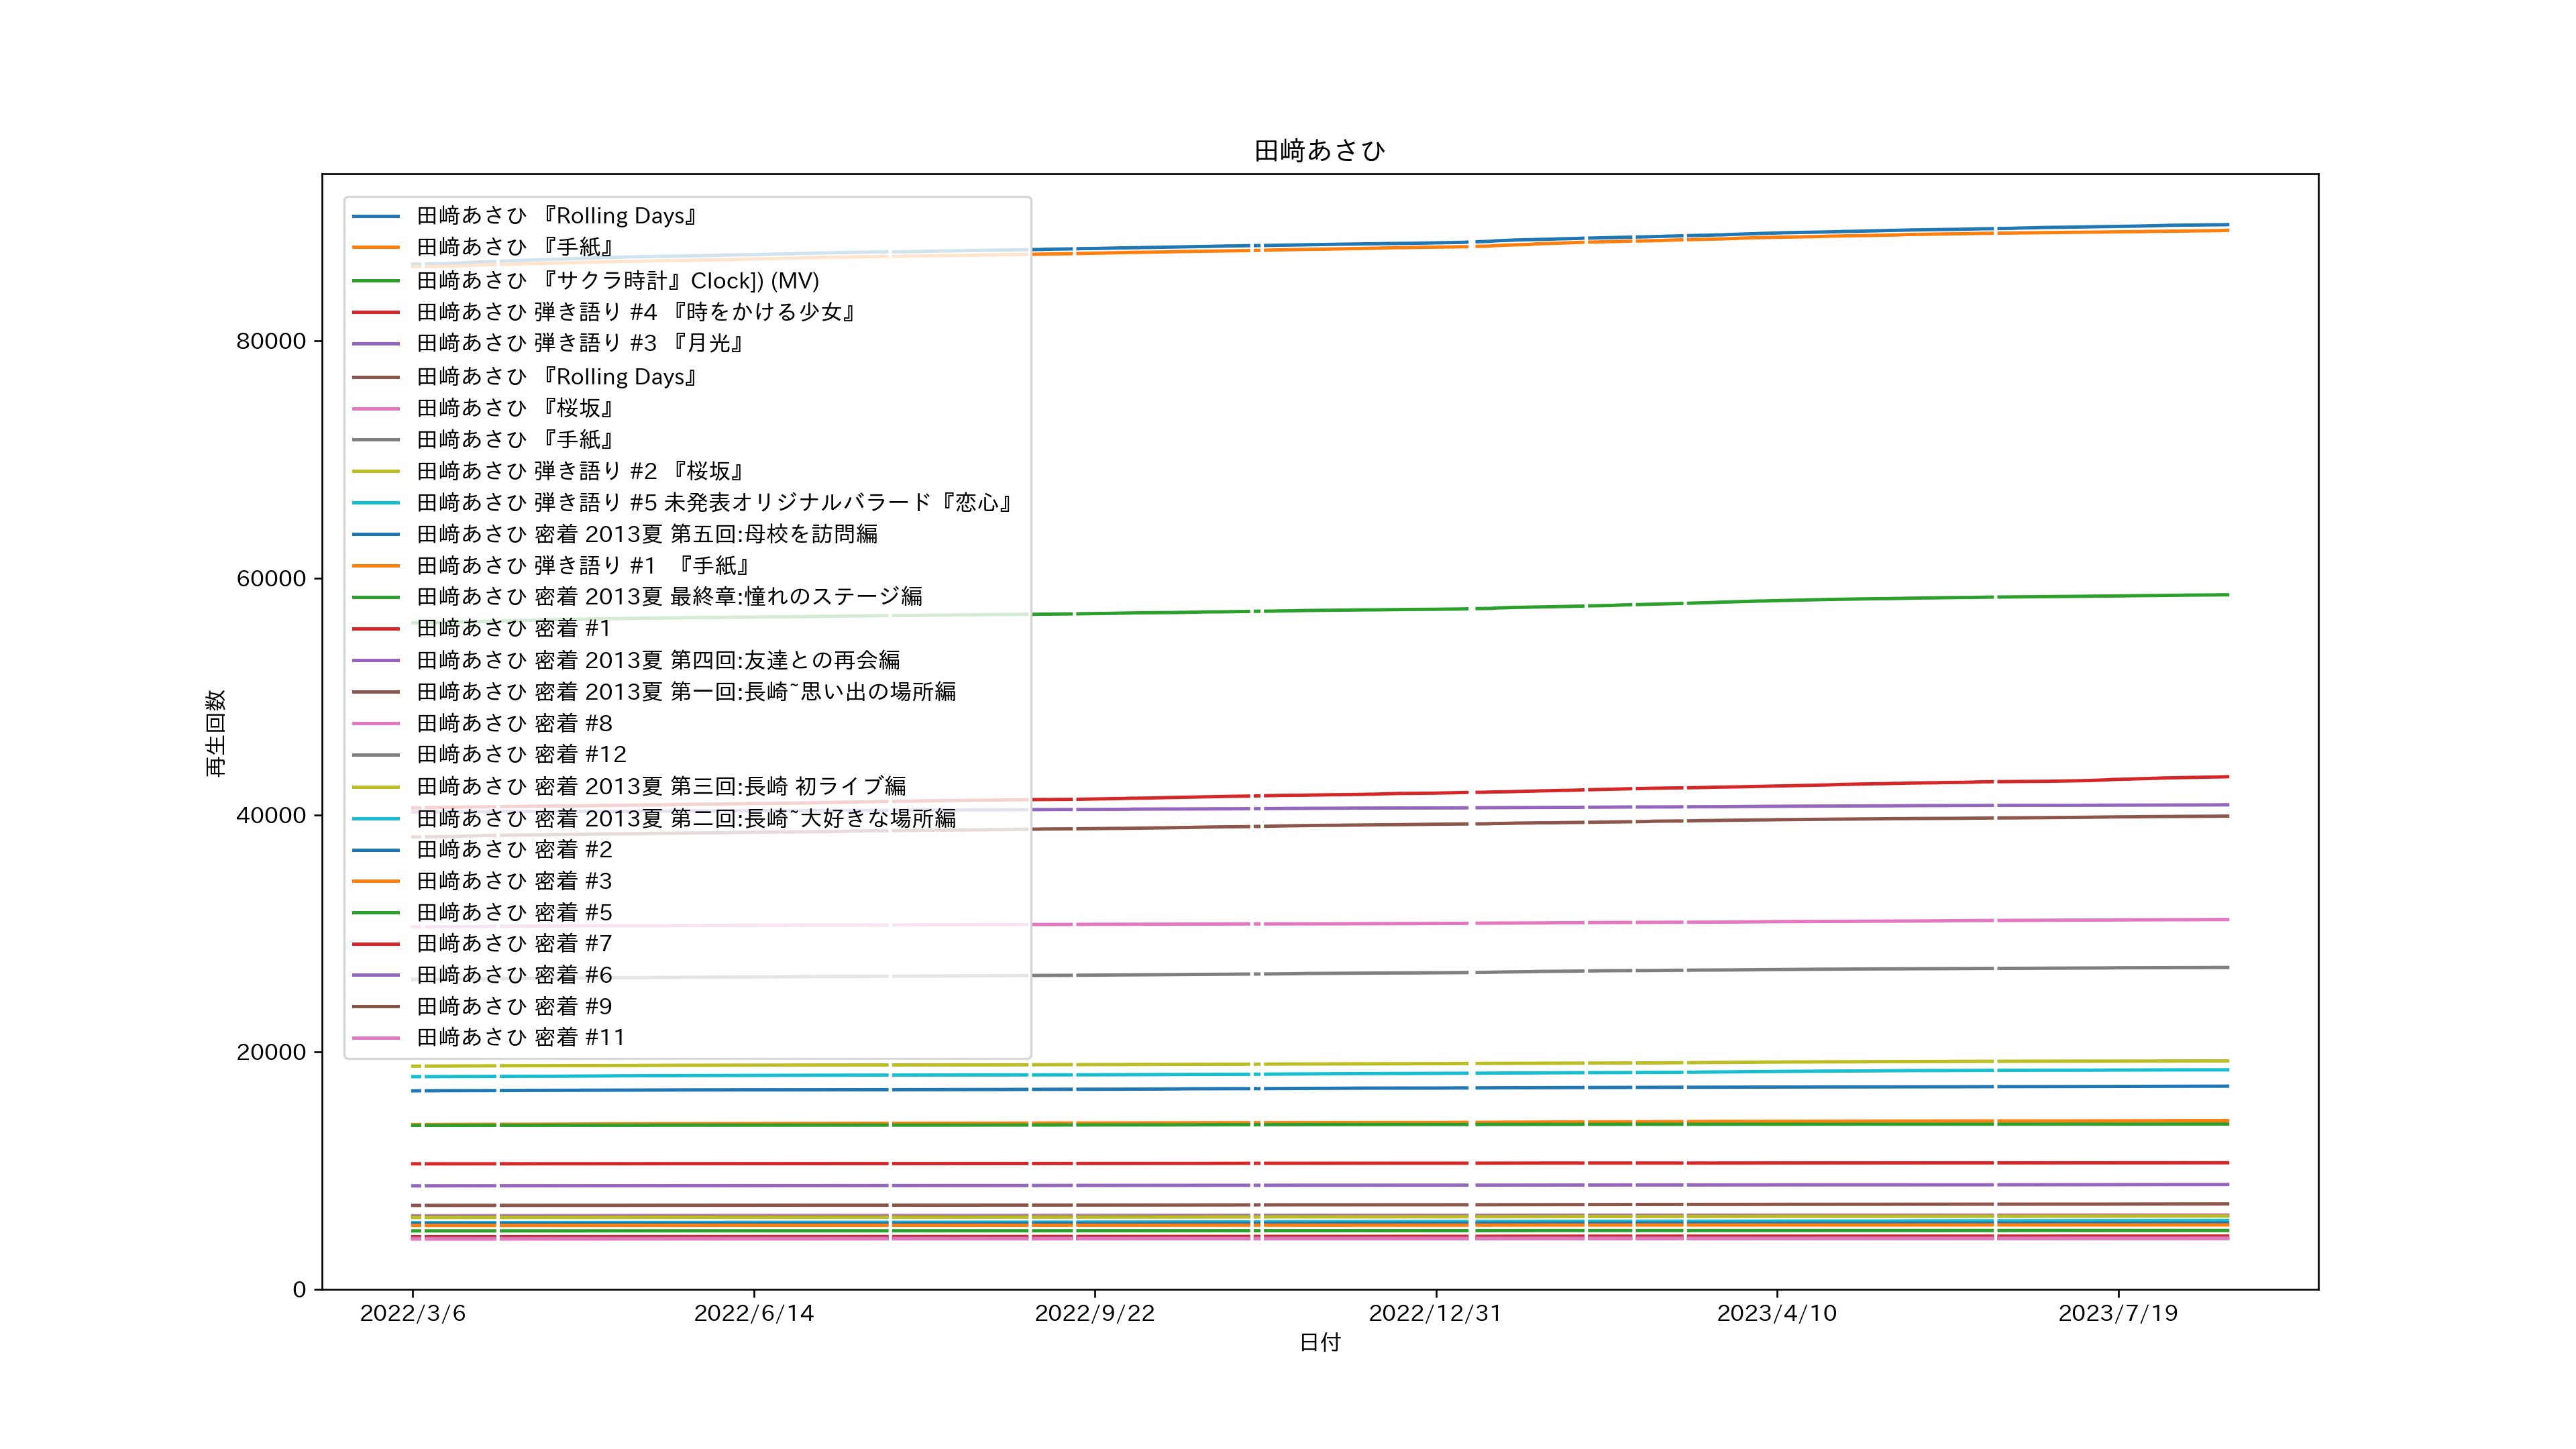 田﨑あさひ
田﨑あさひ 『Rolling Days』
田﨑あさひ 『手紙』
田﨑あさひ 『サクラ時計』Clock]) (MV)
田﨑あさひ 弾き語り #4 『時をかける少女』
田﨑あさひ 弾き語り #3 『月光』
田﨑あさひ 『Rolling Days』
田﨑あさひ 『桜坂』
田﨑あさひ 『手紙』
田﨑あさひ 弾き語り #2 『桜坂』
田﨑あさひ 弾き語り #5 未発表オリジナルバラード『恋心』
田﨑あさひ 密着 2013夏 第五回:母校を訪問編
田﨑あさひ 弾き語り #1 『手紙』
田﨑あさひ 密着 2013夏 最終章:憧れのステージ編
田﨑あさひ 密着 #1
田﨑あさひ 密着 2013夏 第四回:友達との再会編
田﨑あさひ 密着 2013夏 第一回:長崎~思い出の場所編
田﨑あさひ 密着 #8
田﨑あさひ 密着 #12
田﨑あさひ 密着 2013夏 第三回:長崎 初ライブ編
田﨑あさひ 密着 2013夏 第二回:長崎~大好きな場所編
田﨑あさひ 密着 #2
田﨑あさひ 密着 #3
田﨑あさひ 密着 #5
田﨑あさひ 密着 #7
田﨑あさひ 密着 #6
田﨑あさひ 密着 #9
田﨑あさひ 密着 #11
再生回数
80000
60000
40000
20000
0
2022/3/6
2022/6/14
2022/9/22
2022/12/31
2023/4/10
2023/7/19
日付